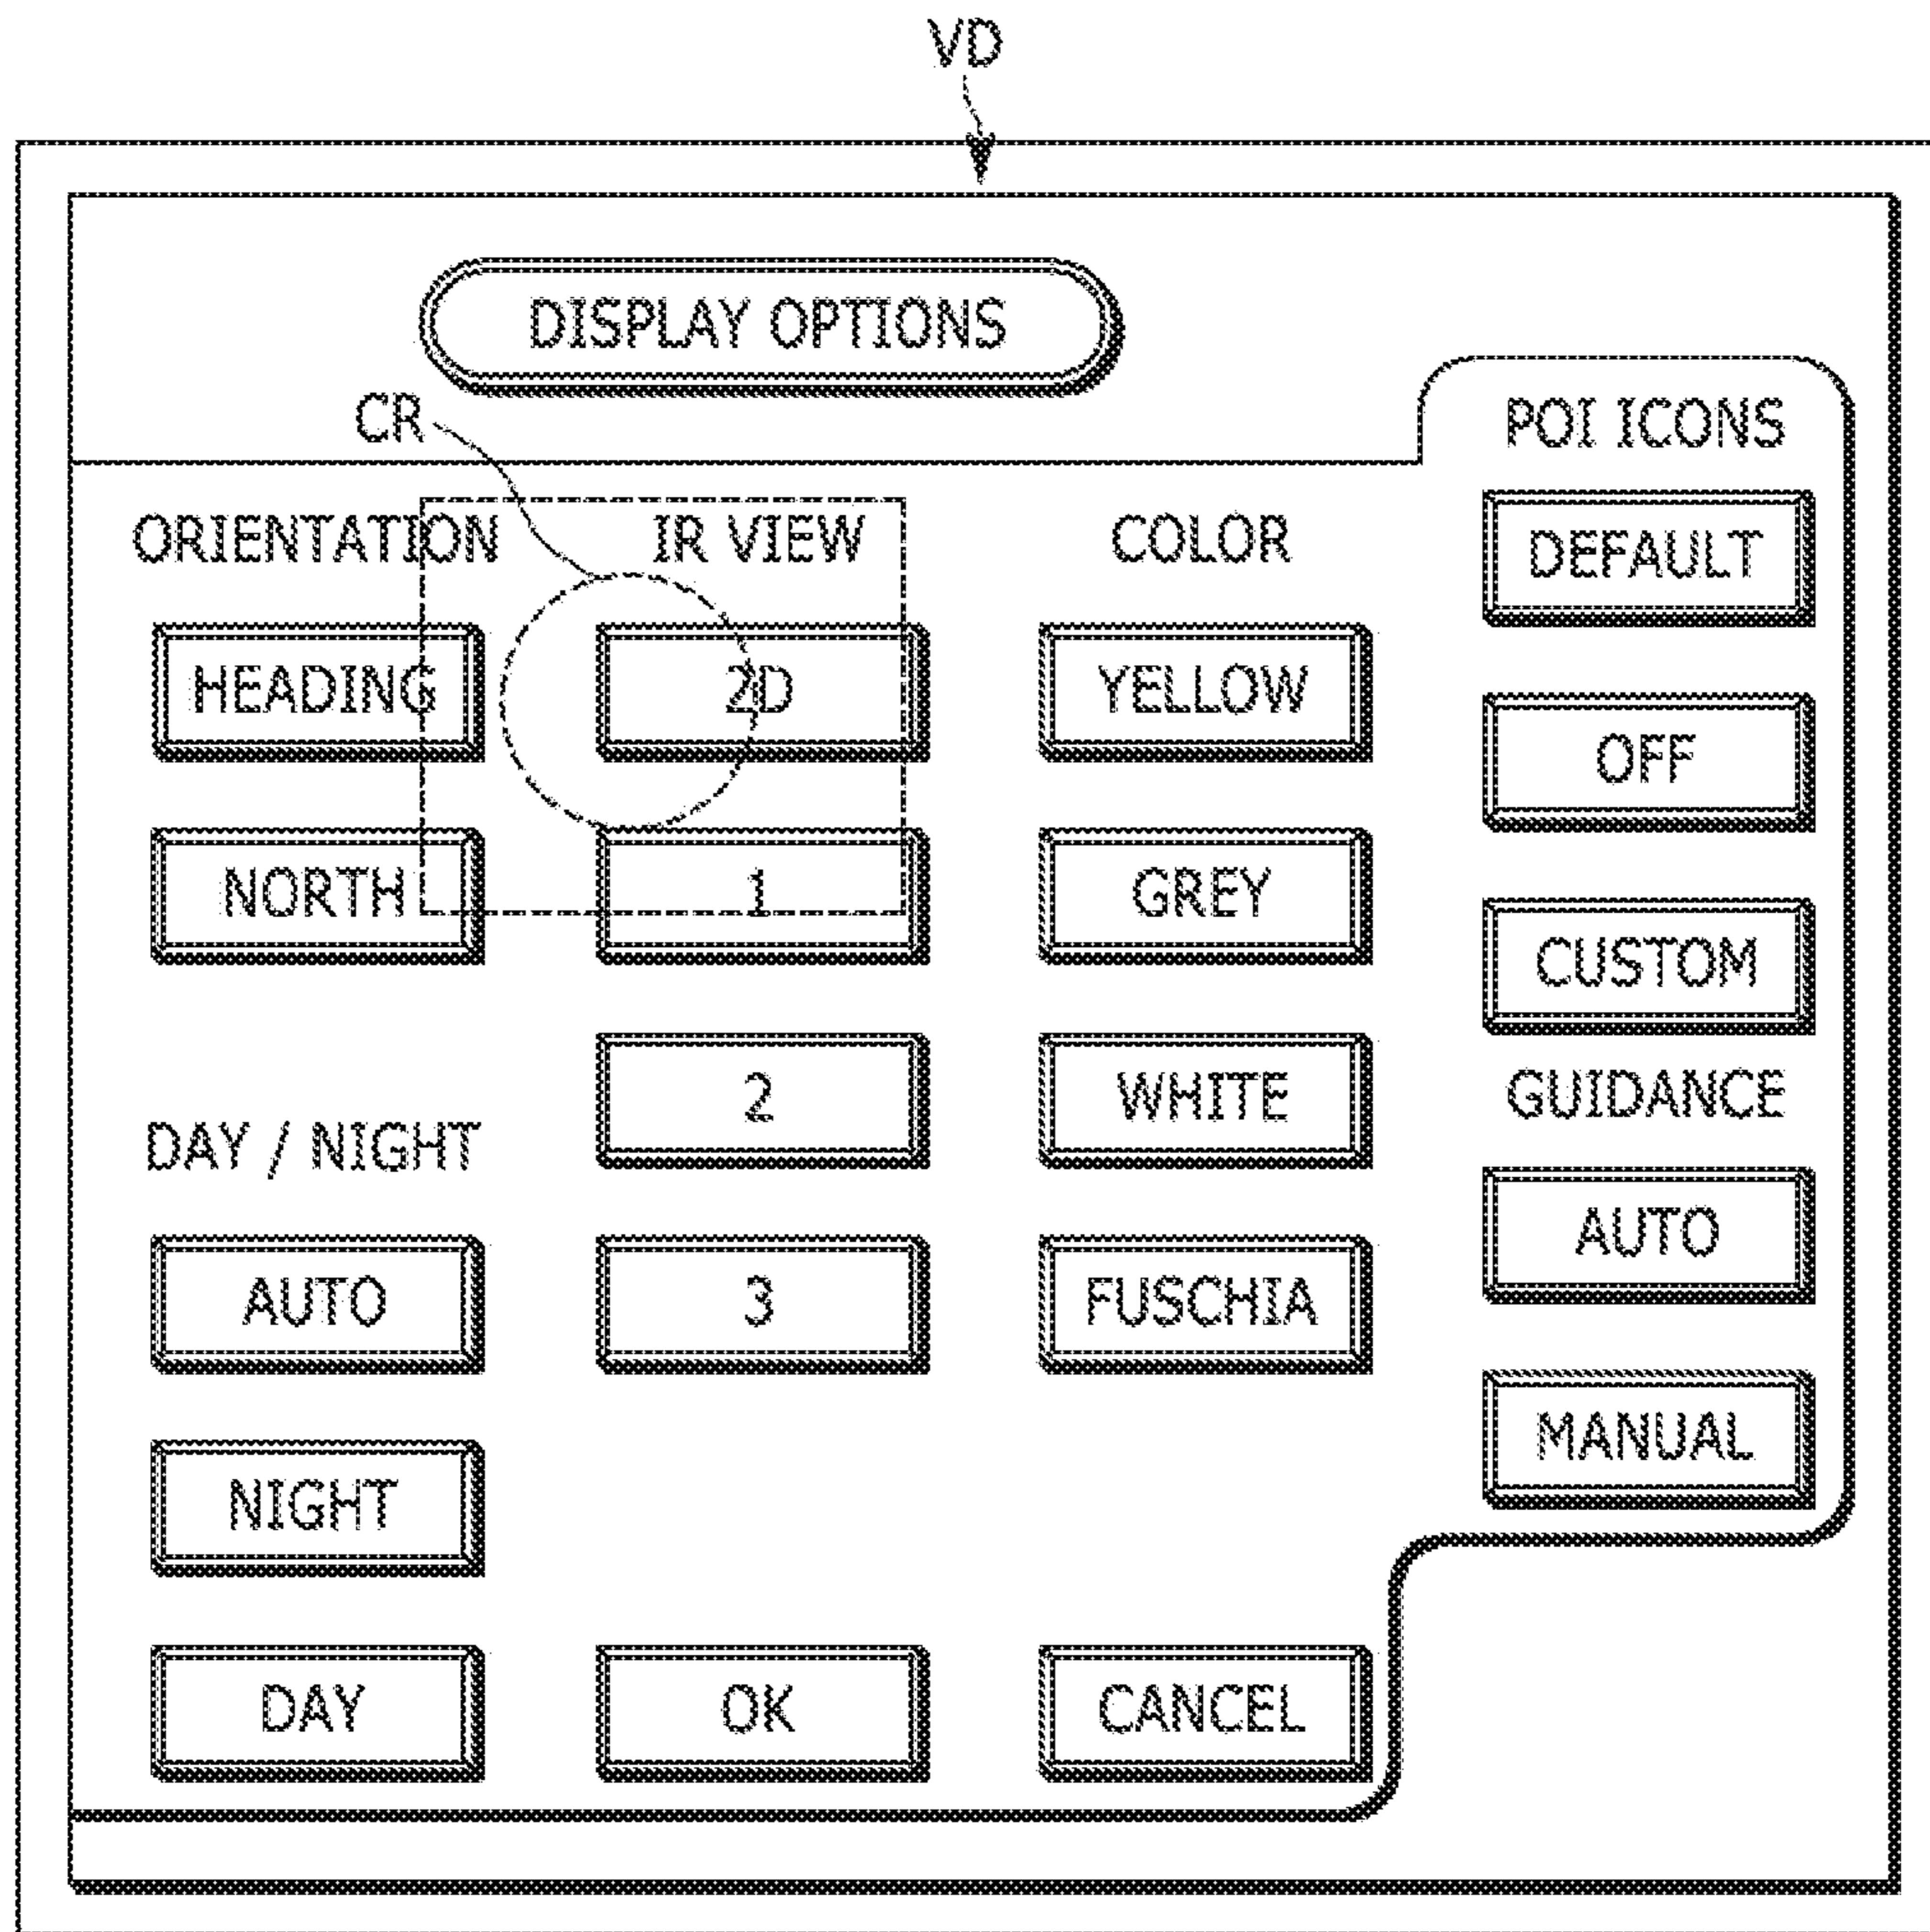 VD
DISPLAY OPTIONS
CR
POI ICONS
ORIENTATION
IR VIEW
COLOR
DEFAULT
HEADING
2D
YELLOW
OFF
NORTH
1
GREY
CUSTOM
2
WHITE
GUIDANCE
DAY / NIGHT
AUTO
AUTO
3
FUSCHIA
MANUAL
NIGHT
DAY
OK
CANCEL